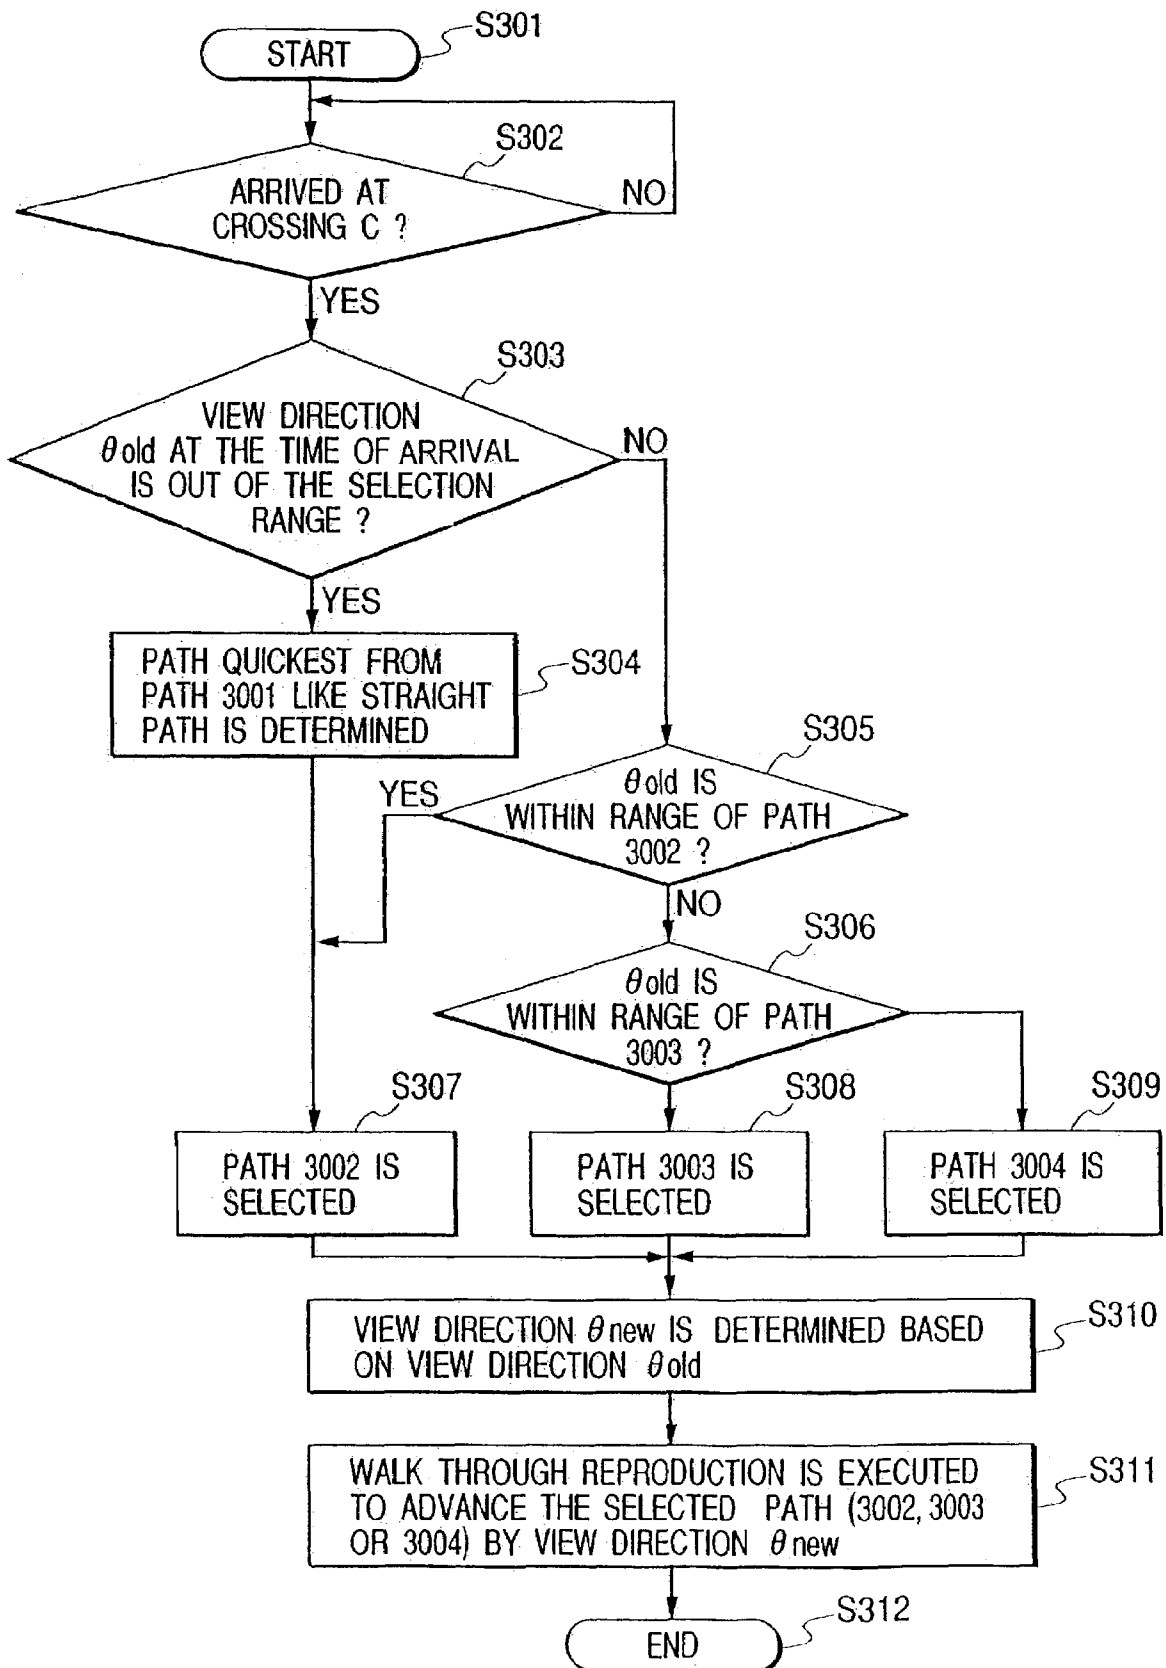 START
S301
S302
ARRIVED AT
CROSSING C ?
NO
YES
S303
VIEW DIRECTION
θold AT THE TIME OF ARRIVAL
IS OUT OF THE SELECTION
RANGE ?
NO
YES
PATH QUICKEST FROM
PATH 3001 LIKE STRAIGHT
PATH IS DETERMINED
S304
S305
θold IS
WITHIN RANGE OF PATH
3002 ?
YES
NO
S306
θold IS
WITHIN RANGE OF PATH
3003 ?
S307
PATH 3002 IS
SELECTED
S308
PATH 3003 IS
SELECTED
S309
PATH 3004 IS
SELECTED
VIEW DIRECTION θnew IS DETERMINED BASED
ON VIEW DIRECTION θold
S310
WALK THROUGH REPRODUCTION IS EXECUTED
TO ADVANCE THE SELECTED PATH (3002, 3003
OR 3004) BY VIEW DIRECTION θnew
S311
END
S312